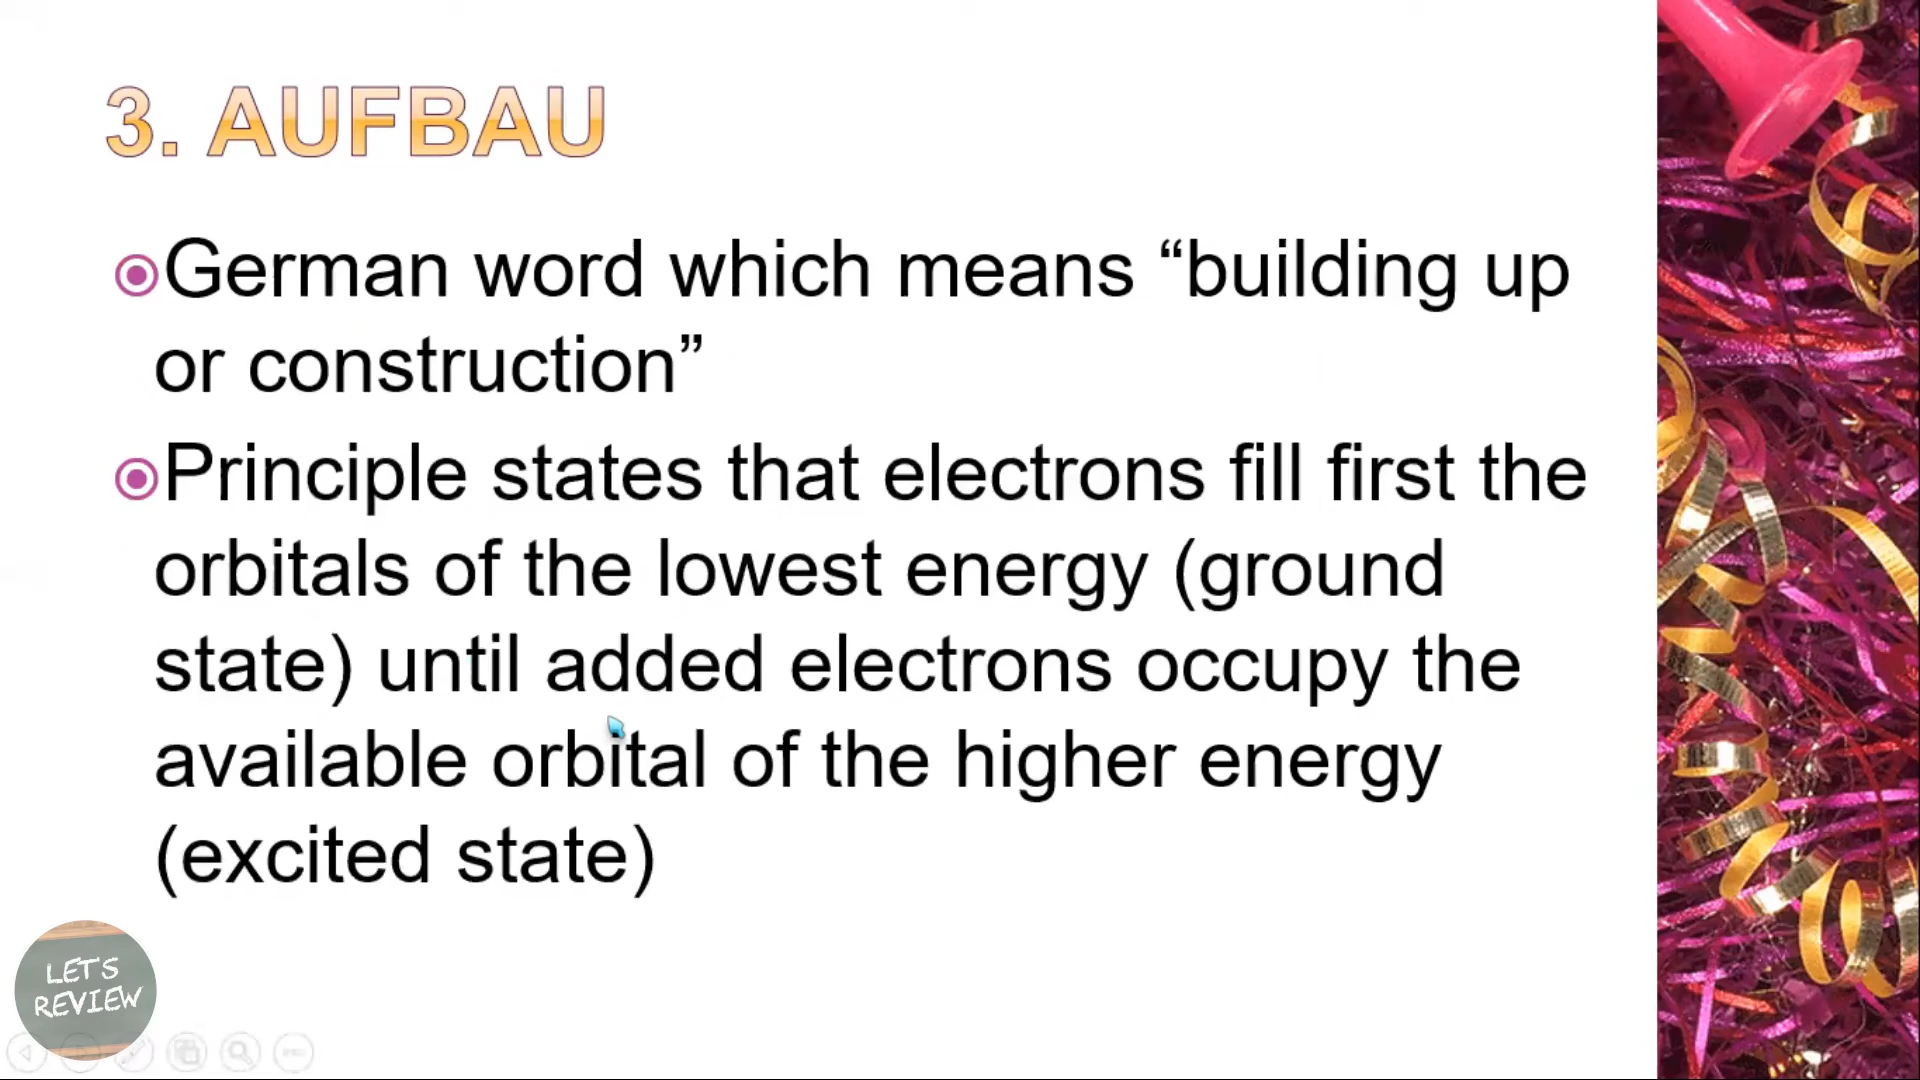 3. AUFBAU
German word which means “building up
or construction”
Principle states that electrons fill first the
orbitals of the lowest energy (ground
state) until added electrons occupy the
available orbital of the higher energy
(excited state)
LET'S
REVIEW